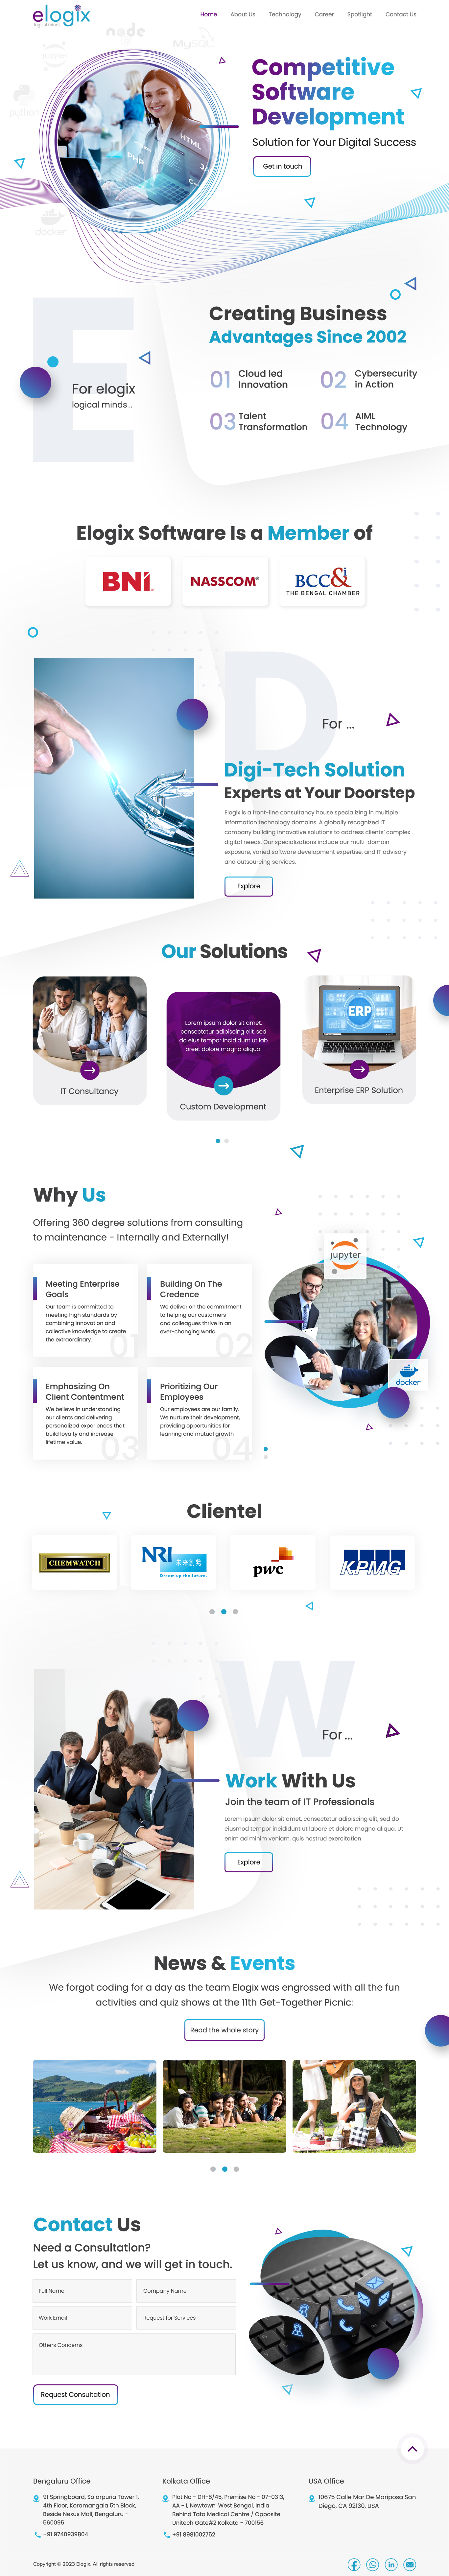 elogix
logical minds..
Home About Us Technology Career Spotlight Contact Us
node
MySQL
jupyter
python
docker
HTML
PHP
Competitive
Software
Development
Solution for Your Digital Success
Get in touch
Creating Business
Advantages Since 2002
E
For elogix
logical minds...
01 Cloud led
Innovation
02 Cybersecurity
in Action
03 Talent
Transformation
04 AIML
Technology
Elogix Software Is a Member of
BNI
NASSCOM®
BCC&i
THE BENGAL CHAMBER
D
For ...
Digi-Tech Solution
Experts at Your Doorstep
Elogix is a front-line consultancy house specializing in multiple
information technology domains. A globally recognized IT
company building innovative solutions to address clients' complex
digital needs. Our specializations include our multi-domain
exposure, varied software development expertise, and IT advisory
and outsourcing services.
Explore
Our Solutions
IT Consultancy
Lorem ipsum dolor sit amet,
consectetur adipiscing elit, sed
do eius tempor incididunt ut lab
oreet dolore magna aliqua.
Custom Development
ERP
Enterprise ERP Solution
Why Us
Offering 360 degree solutions from consulting
to maintenance - Internally and Externally!
Meeting Enterprise
Goals
Our team is committed to
meeting high standards by
combining innovation and
collective knowledge to create
the extraordinary.
01
Building On The
Credence
We deliver on the commitment
to helping our customers
and colleagues thrive in an
ever-changing world.
02
Emphasizing On
Client Contentment
We believe in understanding
our clients and delivering
personalized experiences that
build loyalty and increase
lifetime value.
03
Prioritizing Our
Employees
Our employees are our family.
We nurture their development,
providing opportunities for
learning and mutual growth
04
jupyter
docker
Clientel
CHEMWATCH
NRI 未来創発
Dream up the future.
pwc
KPMG
W
For ...
Work With Us
Join the team of IT Professionals
Lorem ipsum dolor sit amet, consectetur adipiscing elit, sed do
eiusmod tempor incididunt ut labore et dolore magna aliqua. Ut
enim ad minim veniam, quis nostrud exercitation
Explore
News & Events
We forgot coding for a day as the team Elogix was engrossed with all the fun
activities and quiz shows at the 11th Get-Together Picnic:
Read the whole story
Contact Us
Need a Consultation?
Let us know, and we will get in touch.
Full Name
Company Name
Work Email
Request for Services
Others Concerns
Request Consultation
Bengaluru Office
91 Springboard, Salarpuria Tower 1,
4th Floor, Koramangala 5th Block,
Beside Nexus Mall, Bengaluru -
560095
+91 9740939804
Kolkata Office
Plot No - DH-6/45, Premise No - 07-0313,
AA - I, Newtown, West Bengal, India
Behind Tata Medical Centre / Opposite
Unitech Gate#2 Kolkata - 700156
+91 8981002752
USA Office
10675 Calle Mar De Mariposa San
Diego, CA 92130, USA
Copyright © 2023 Elogix. All rights reserved